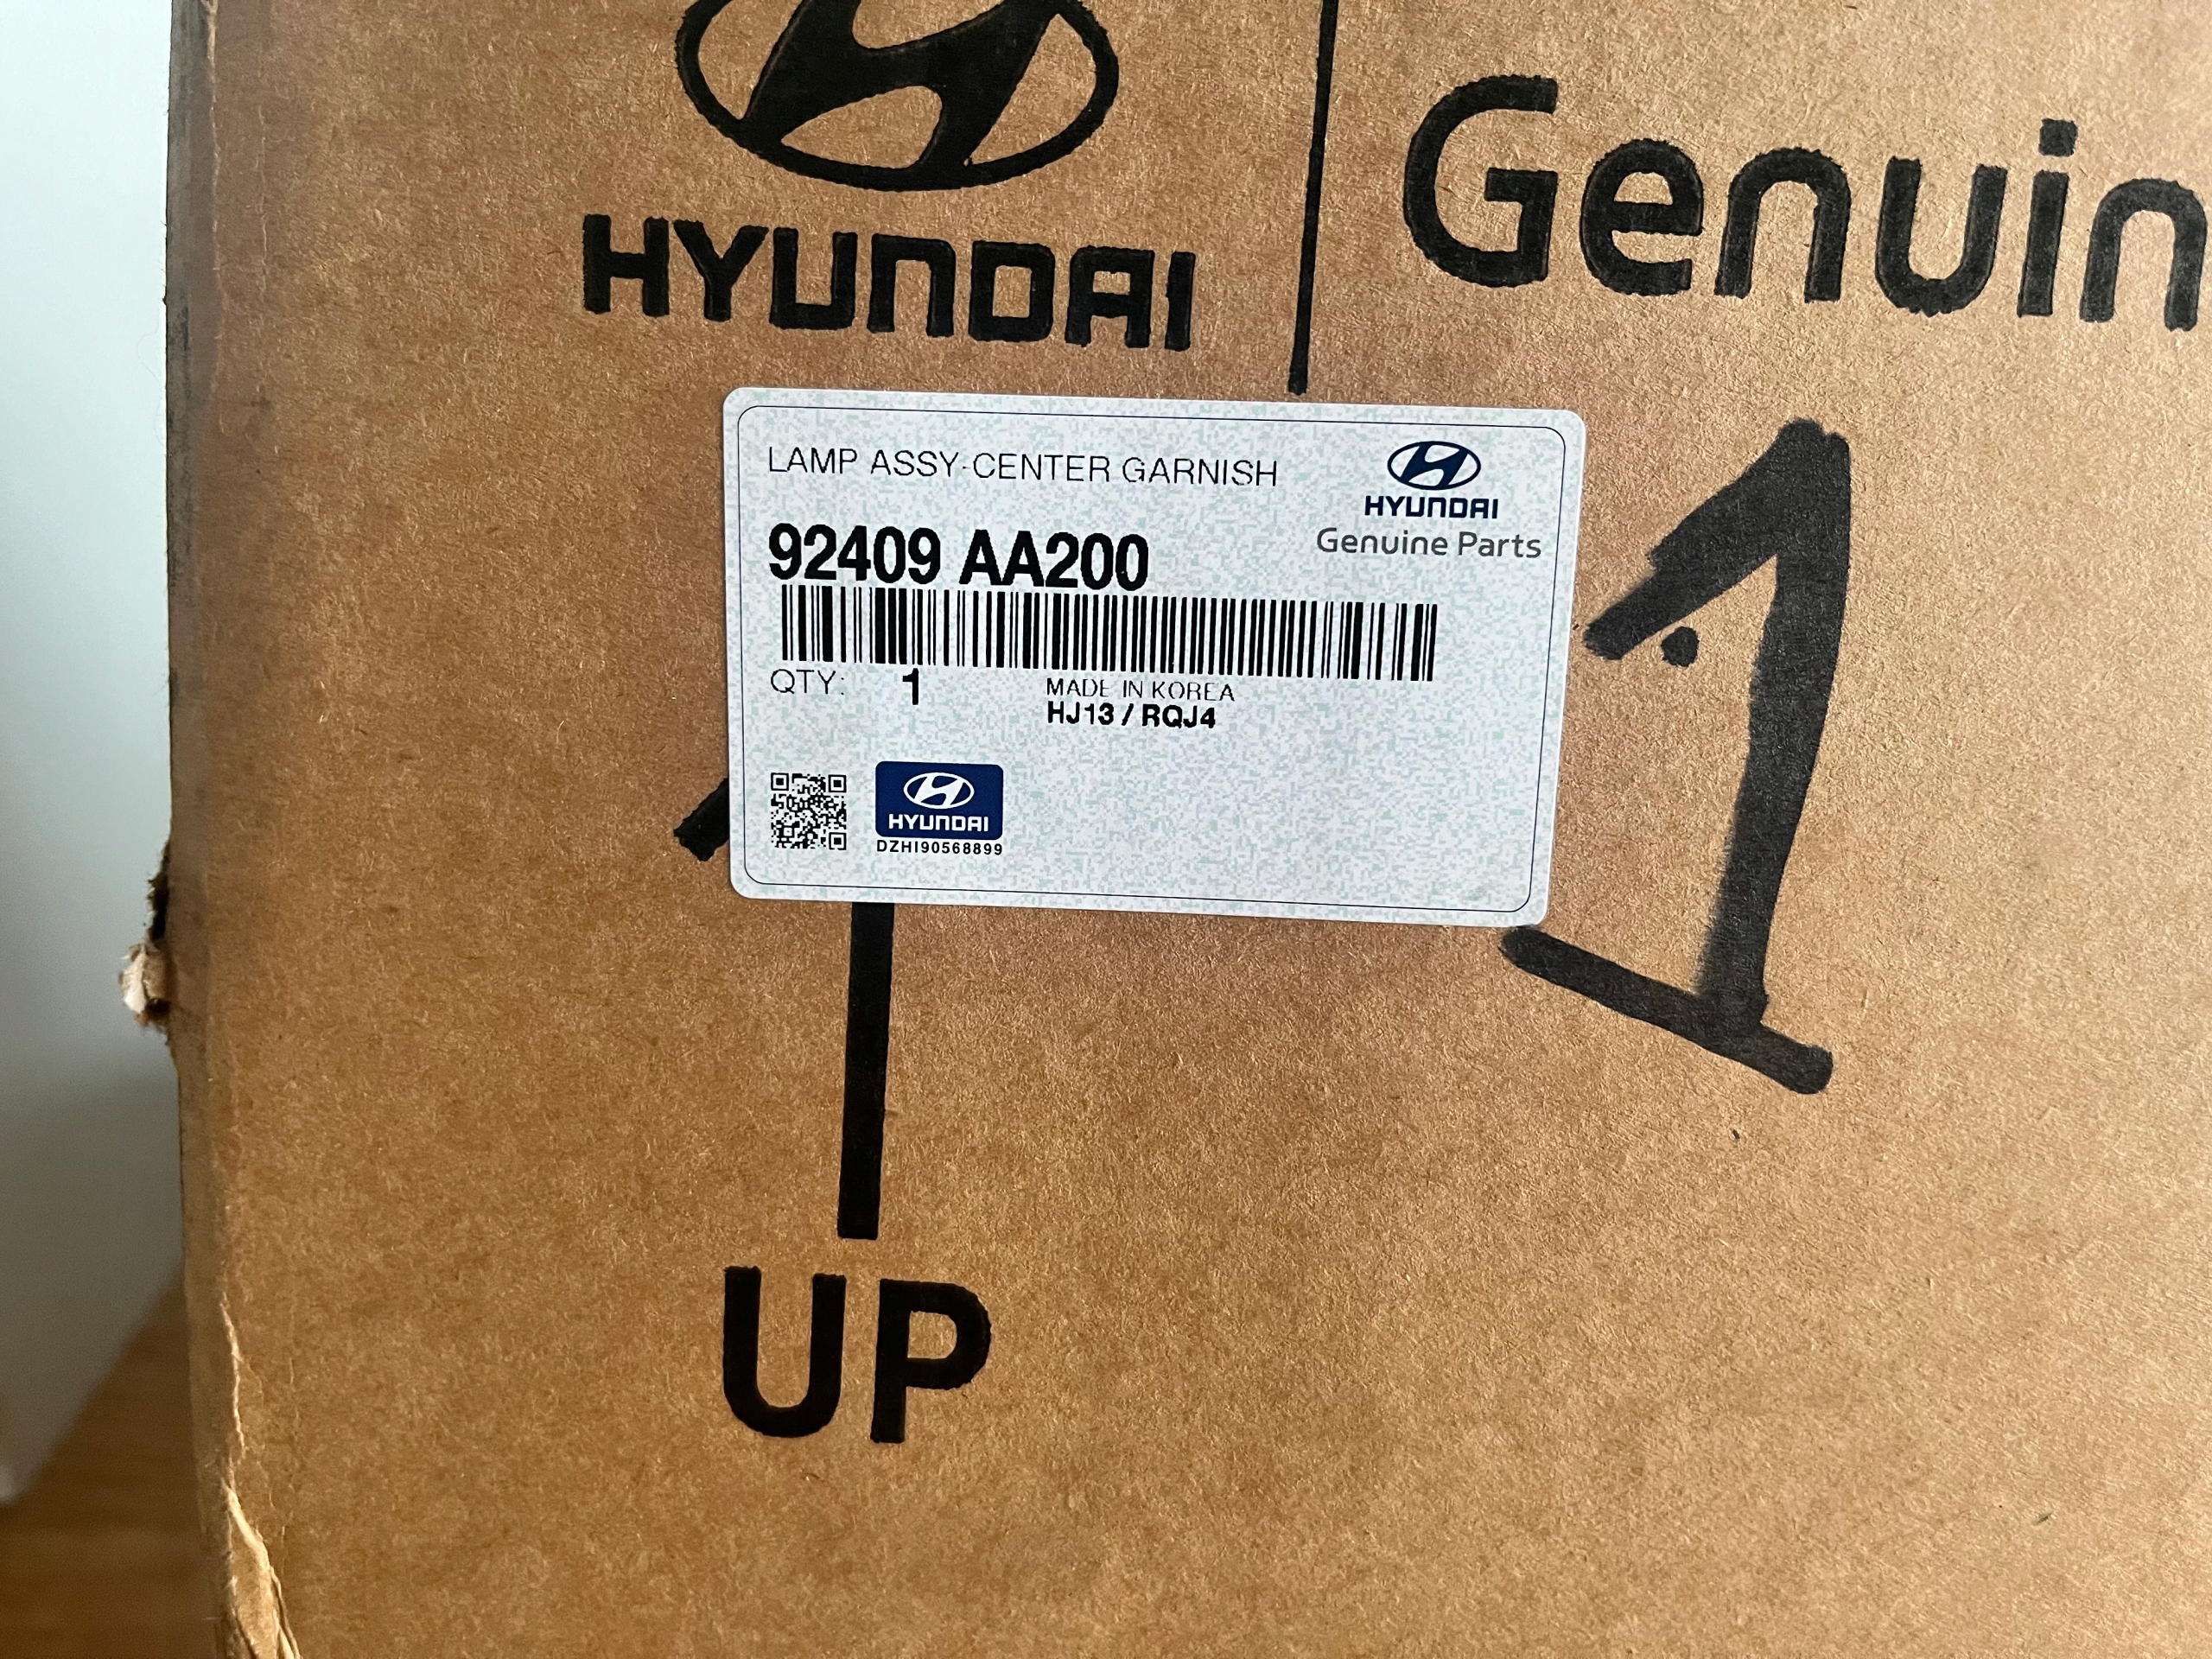 HYUNDAI
Genuin
LAMP ASSY-CENTER GARNISH
HYUNDAI
Genuine Parts
92409 AA200
QTY: 1
MADE IN KOREA
HJ13 / RQJ4
HYUNDAI
DZHI90568899
1
UP